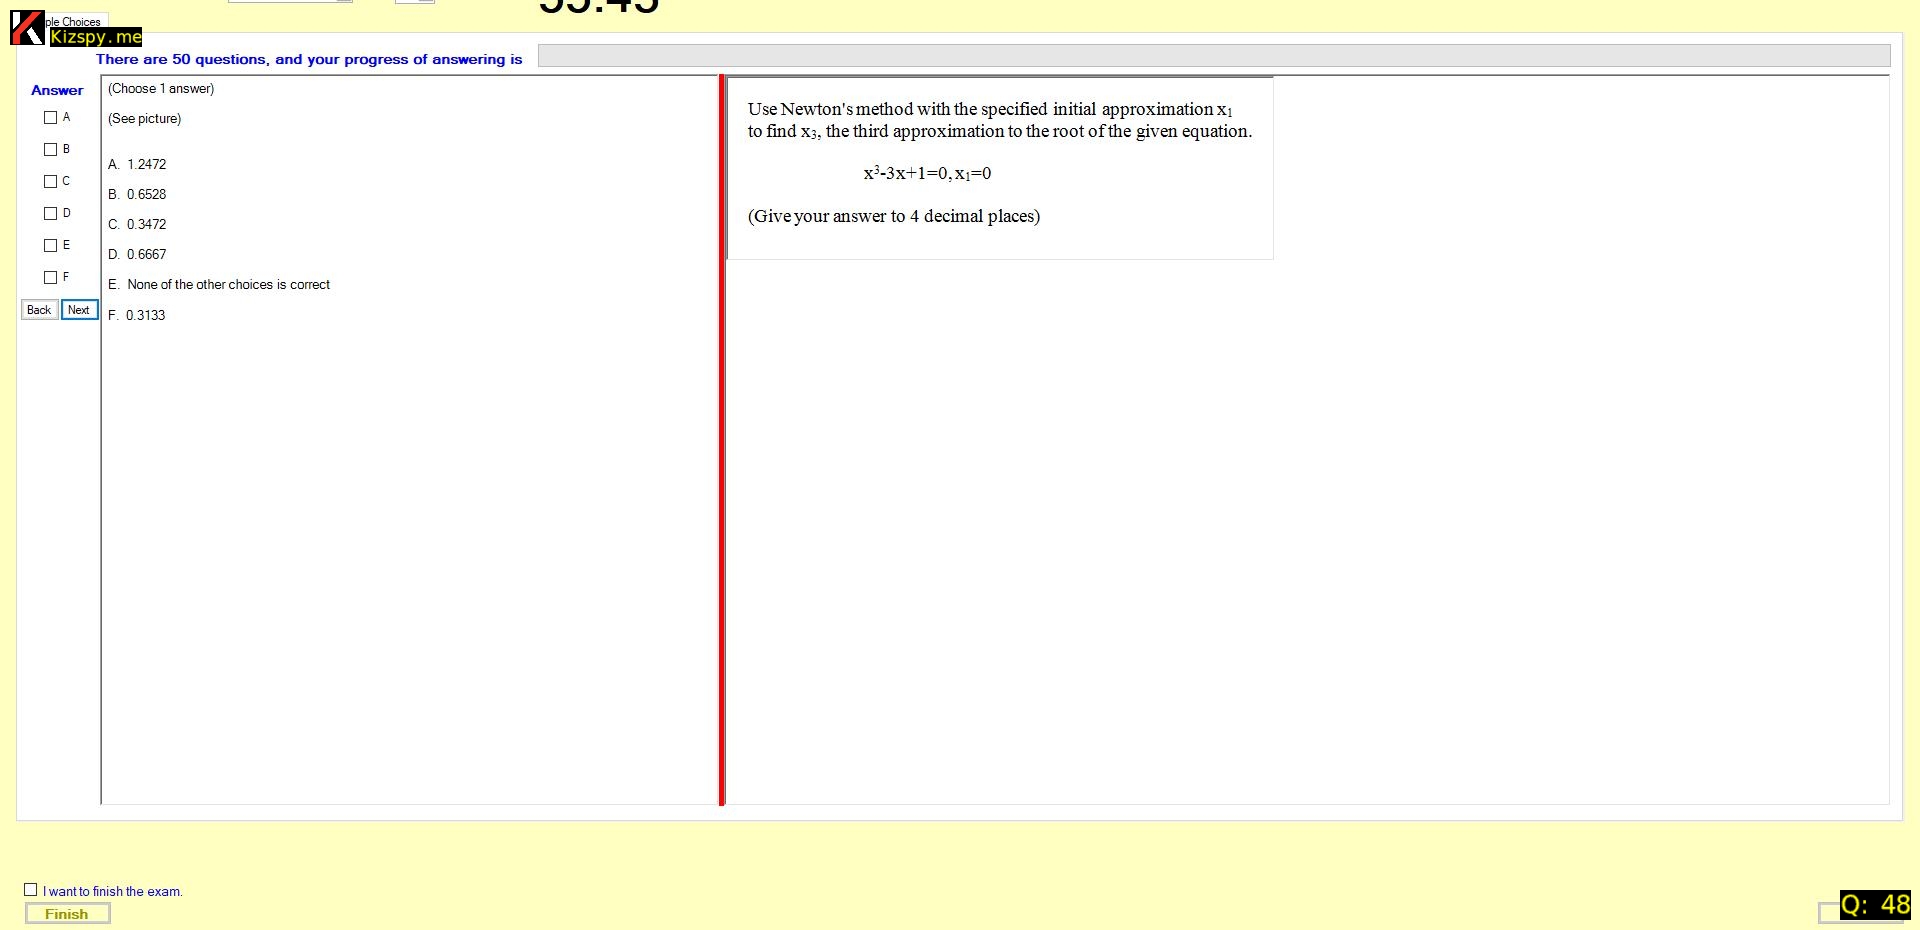 ple Choices
Kizspy.me
There are 50 questions, and your progress of answering is
Answer
A
B
C
D
E
F
Back
Next
(Choose 1 answer)
(See picture)
A. 1.2472
B. 0.6528
C. 0.3472
D. 0.6667
E. None of the other choices is correct
F. 0.3133
Use Newton's method with the specified initial approximation x₁
to find x₃, the third approximation to the root of the given equation.
x³-3x+1=0, x₁=0
(Give your answer to 4 decimal places)
I want to finish the exam.
Finish
Q: 48